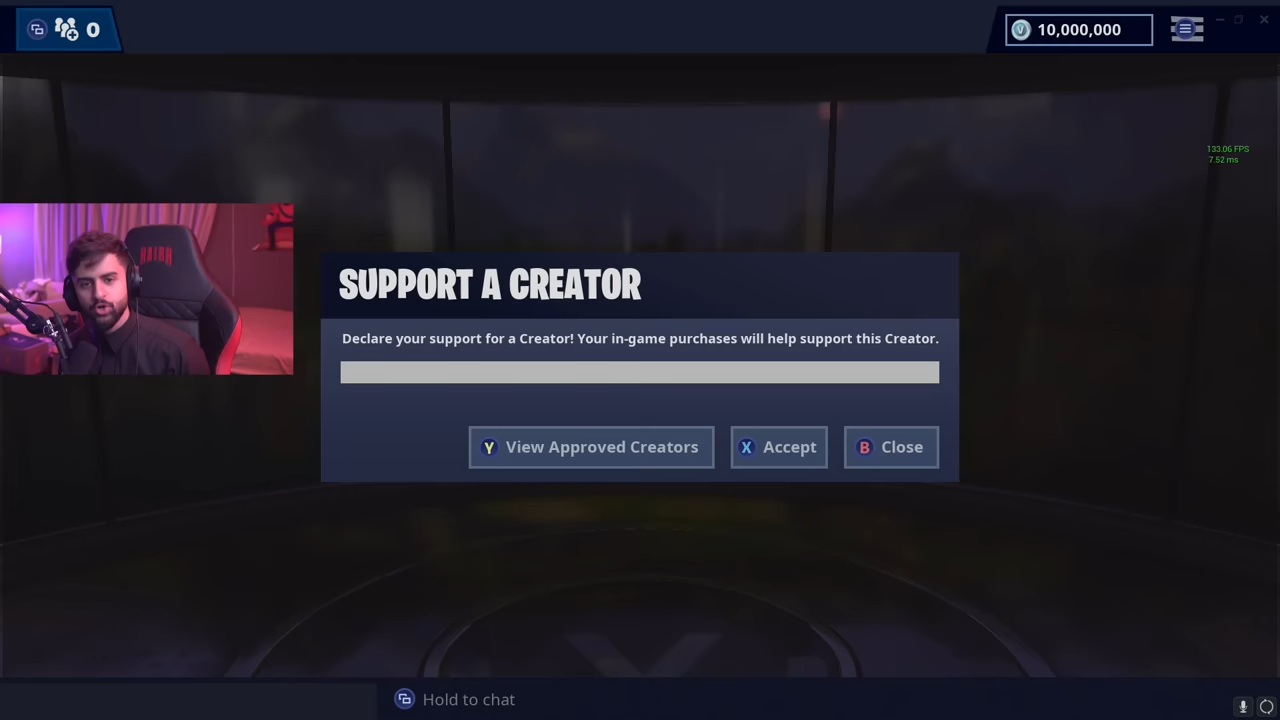 0
10,000,000
133.06 FPS
7.52 ms
SUPPORT A CREATOR
Declare your support for a Creator! Your in-game purchases will help support this Creator.
Y View Approved Creators
X Accept
B Close
Hold to chat